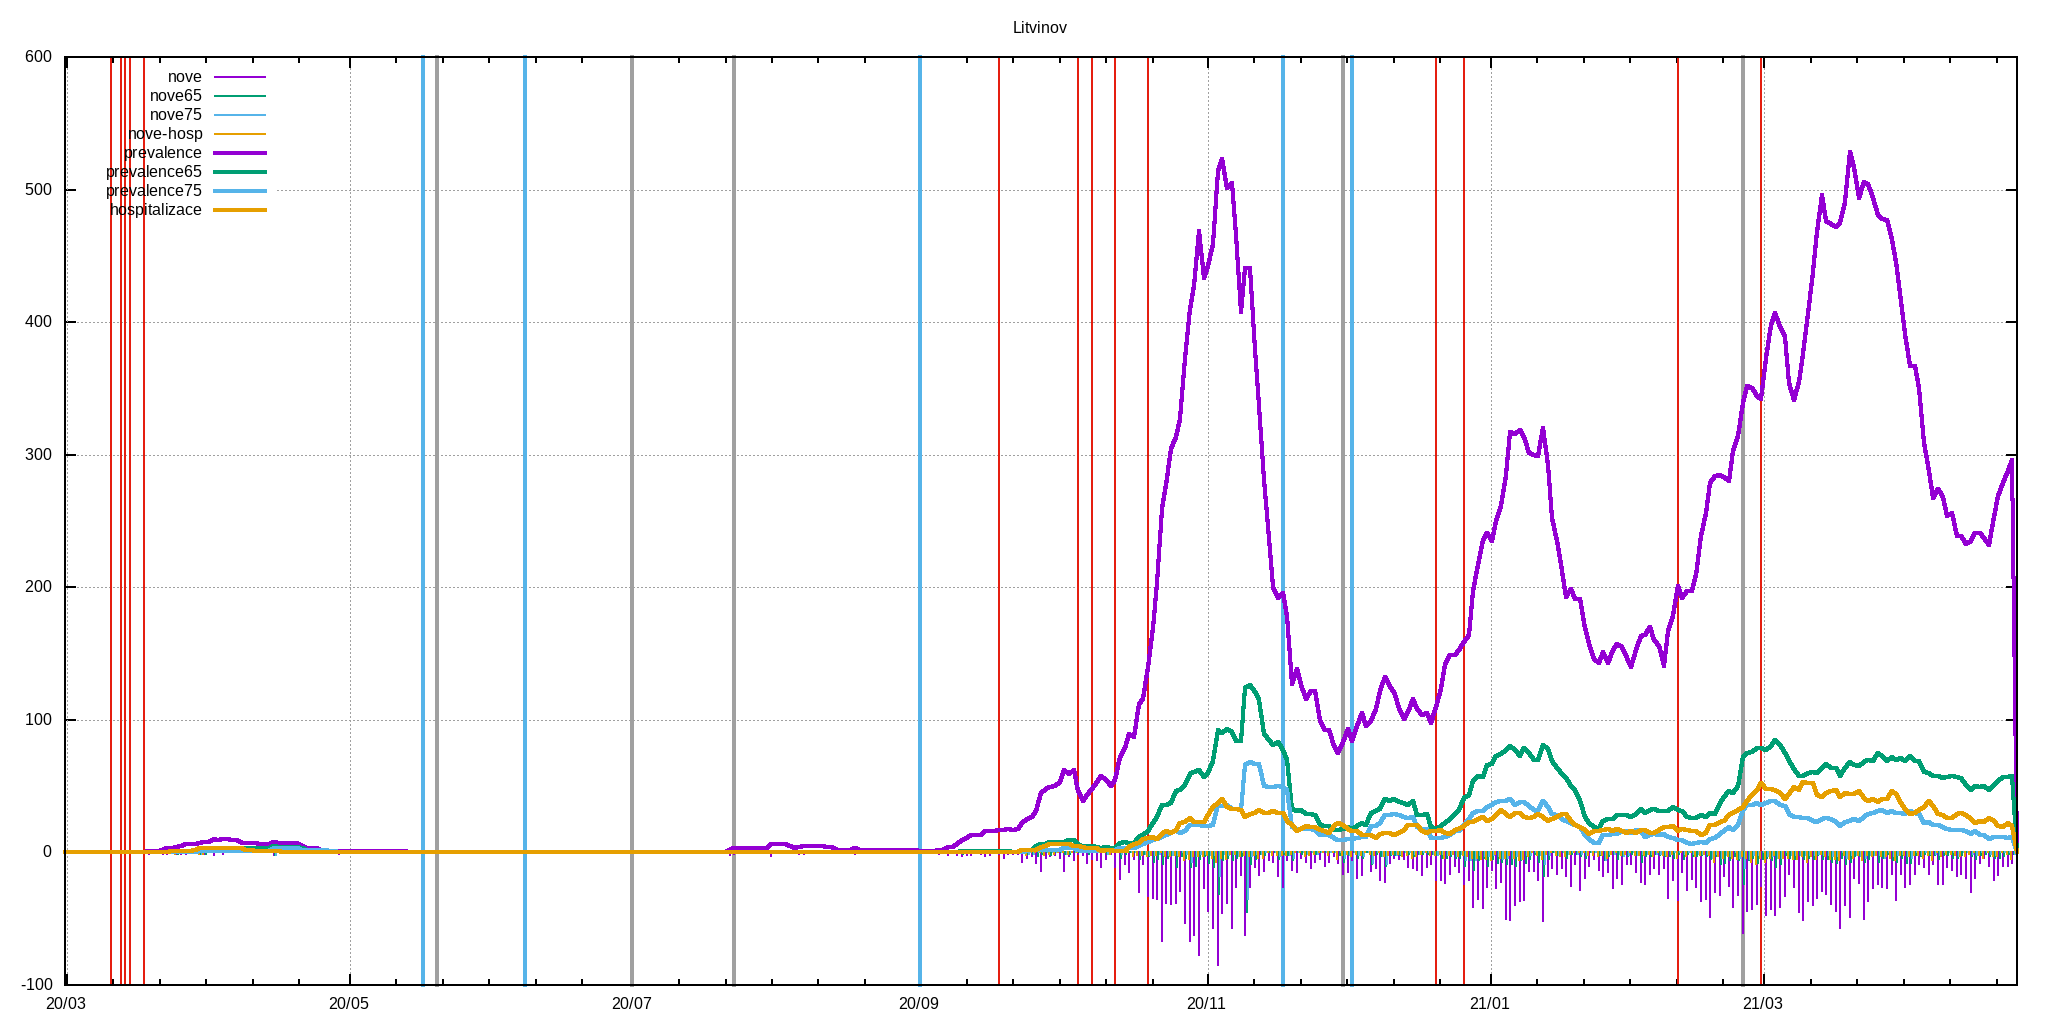 Litvinov
600
nove
nove65
nove75
nove-hosp
prevalence
prevalence65
prevalence75
hospitalizace
500
400
300
200
100
0
-100
20/03 20/05 20/07 20/09 20/11 21/01 21/03